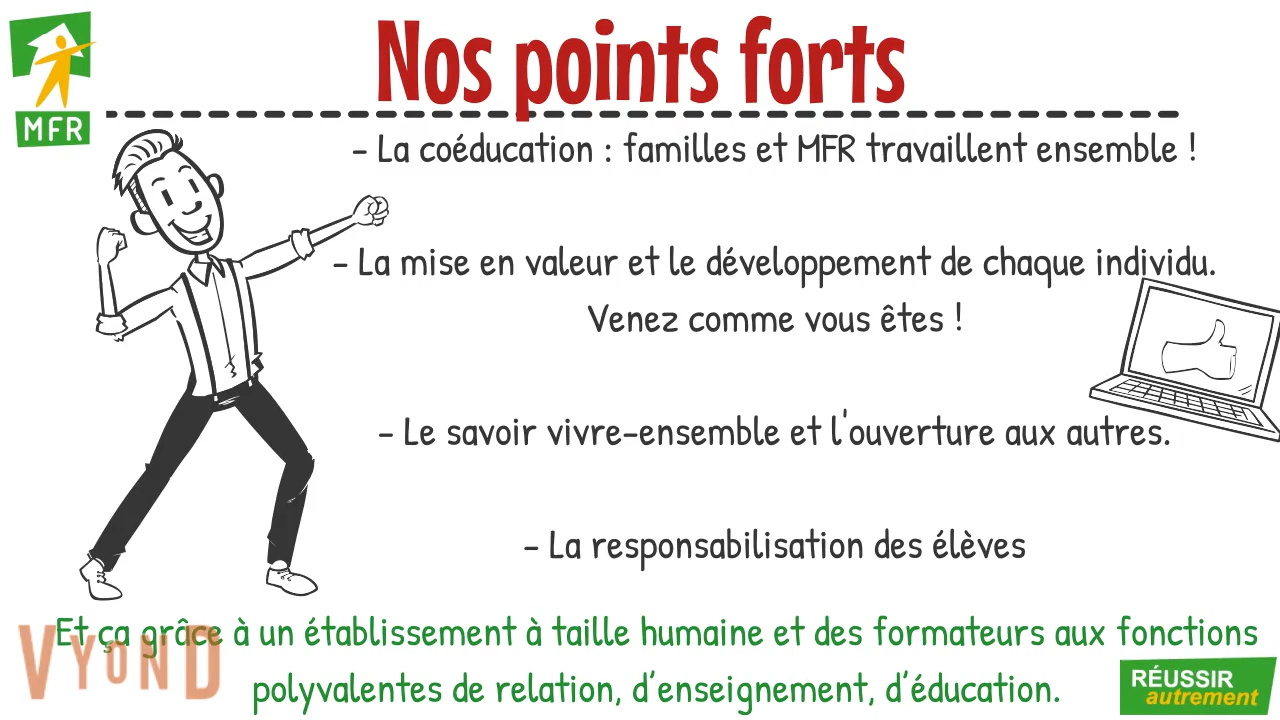 Nos points forts
MFR
- La coéducation : familles et MFR travaillent ensemble !
- La mise en valeur et le développement de chaque individu.
Venez comme vous êtes !
- Le savoir vivre-ensemble et l'ouverture aux autres.
- La responsabilisation des élèves
Et ça grâce à un établissement à taille humaine et des formateurs aux fonctions
polyvalentes de relation, d’enseignement, d’éducation.
VYOND
RÉUSSIR
autrement